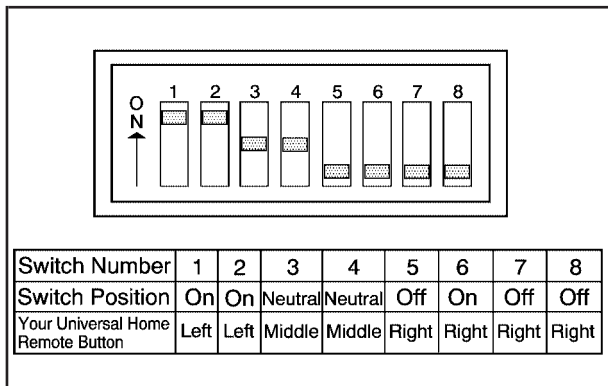 1 2 3 4 5 6 7 8
ON
Switch Number 1 2 3 4 5 6 7 8
Switch Position On On Neutral Neutral Off On Off Off
Your Universal Home Remote Button Left Left Middle Middle Right Right Right Right